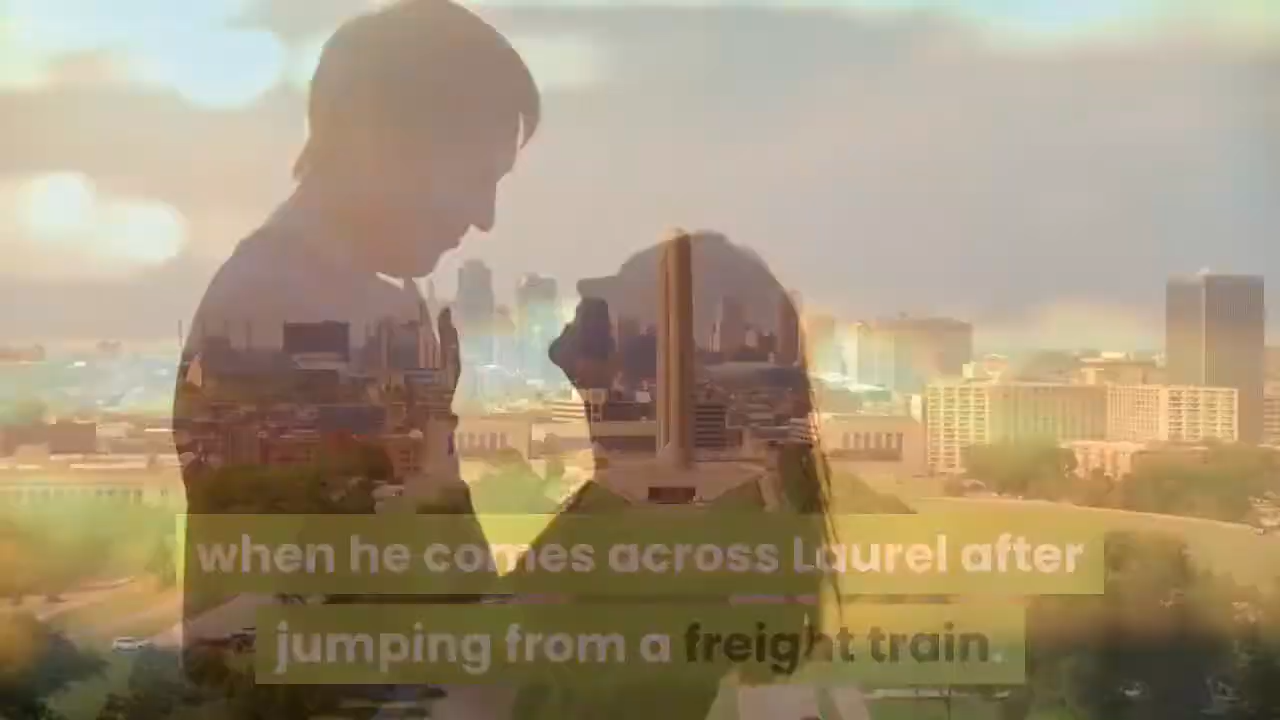 when he comes across Laurel after
jumping from a freight train.